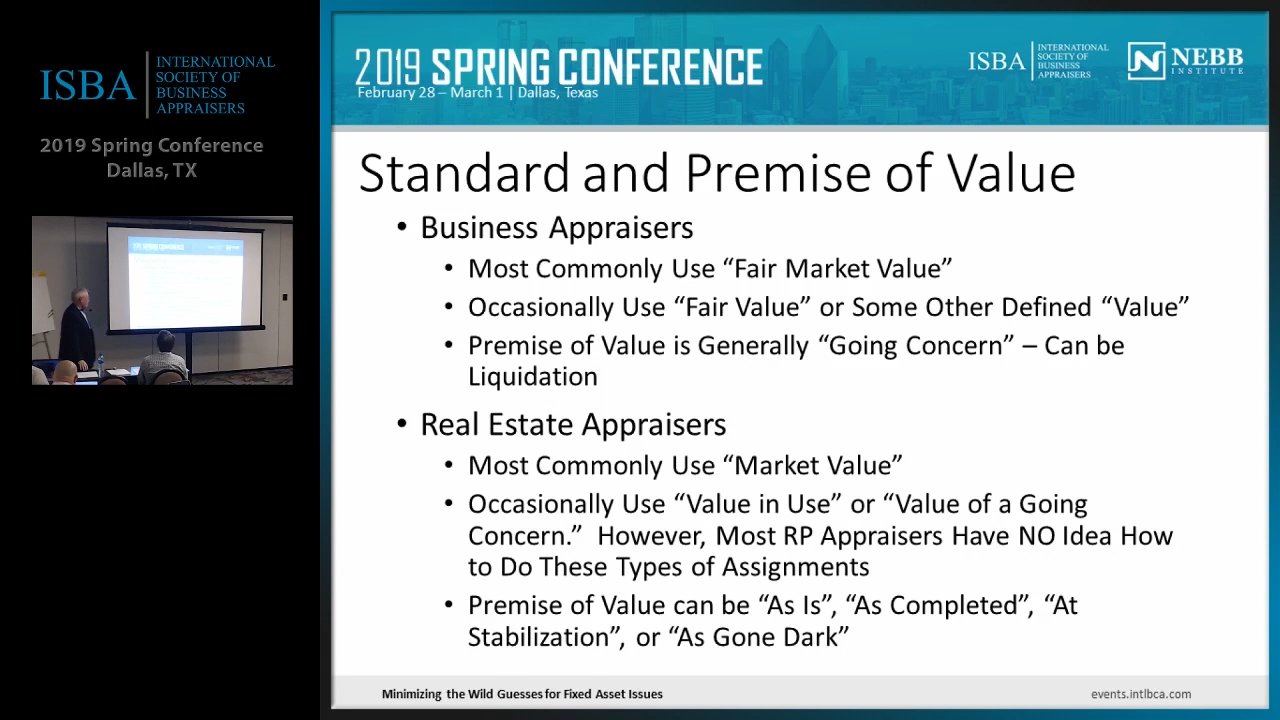 ISBA
INTERNATIONAL
SOCIETY OF
BUSINESS
APPRAISERS
2019 Spring Conference
Dallas, TX
2019 SPRING CONFERENCE
February 28 – March 1 | Dallas, Texas
ISBA
INTERNATIONAL
SOCIETY OF
BUSINESS
APPRAISERS
N NEBB
INSTITUTE
Standard and Premise of Value
• Business Appraisers
• Most Commonly Use “Fair Market Value”
• Occasionally Use “Fair Value” or Some Other Defined “Value”
• Premise of Value is Generally “Going Concern” – Can be
Liquidation
• Real Estate Appraisers
• Most Commonly Use “Market Value”
• Occasionally Use “Value in Use” or “Value of a Going
Concern.” However, Most RP Appraisers Have NO Idea How
to Do These Types of Assignments
• Premise of Value can be “As Is”, “As Completed”, “At
Stabilization”, or “As Gone Dark”
Minimizing the Wild Guesses for Fixed Asset Issues
events.intlbca.com